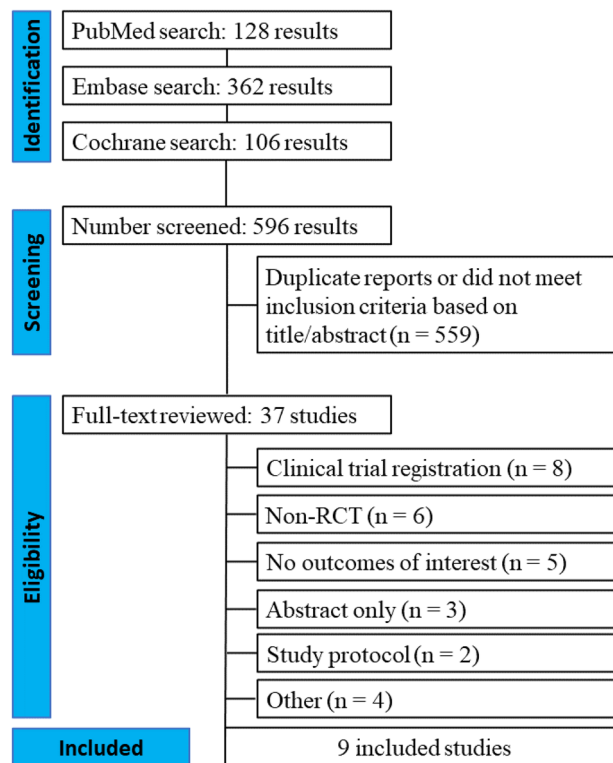 Identification
PubMed search: 128 results
Embase search: 362 results
Cochrane search: 106 results
Screening
Number screened: 596 results
Duplicate reports or did not meet
inclusion criteria based on
title/abstract (n = 559)
Eligibility
Full-text reviewed: 37 studies
Clinical trial registration (n = 8)
Non-RCT (n = 6)
No outcomes of interest (n = 5)
Abstract only (n = 3)
Study protocol (n = 2)
Other (n = 4)
Included
9 included studies